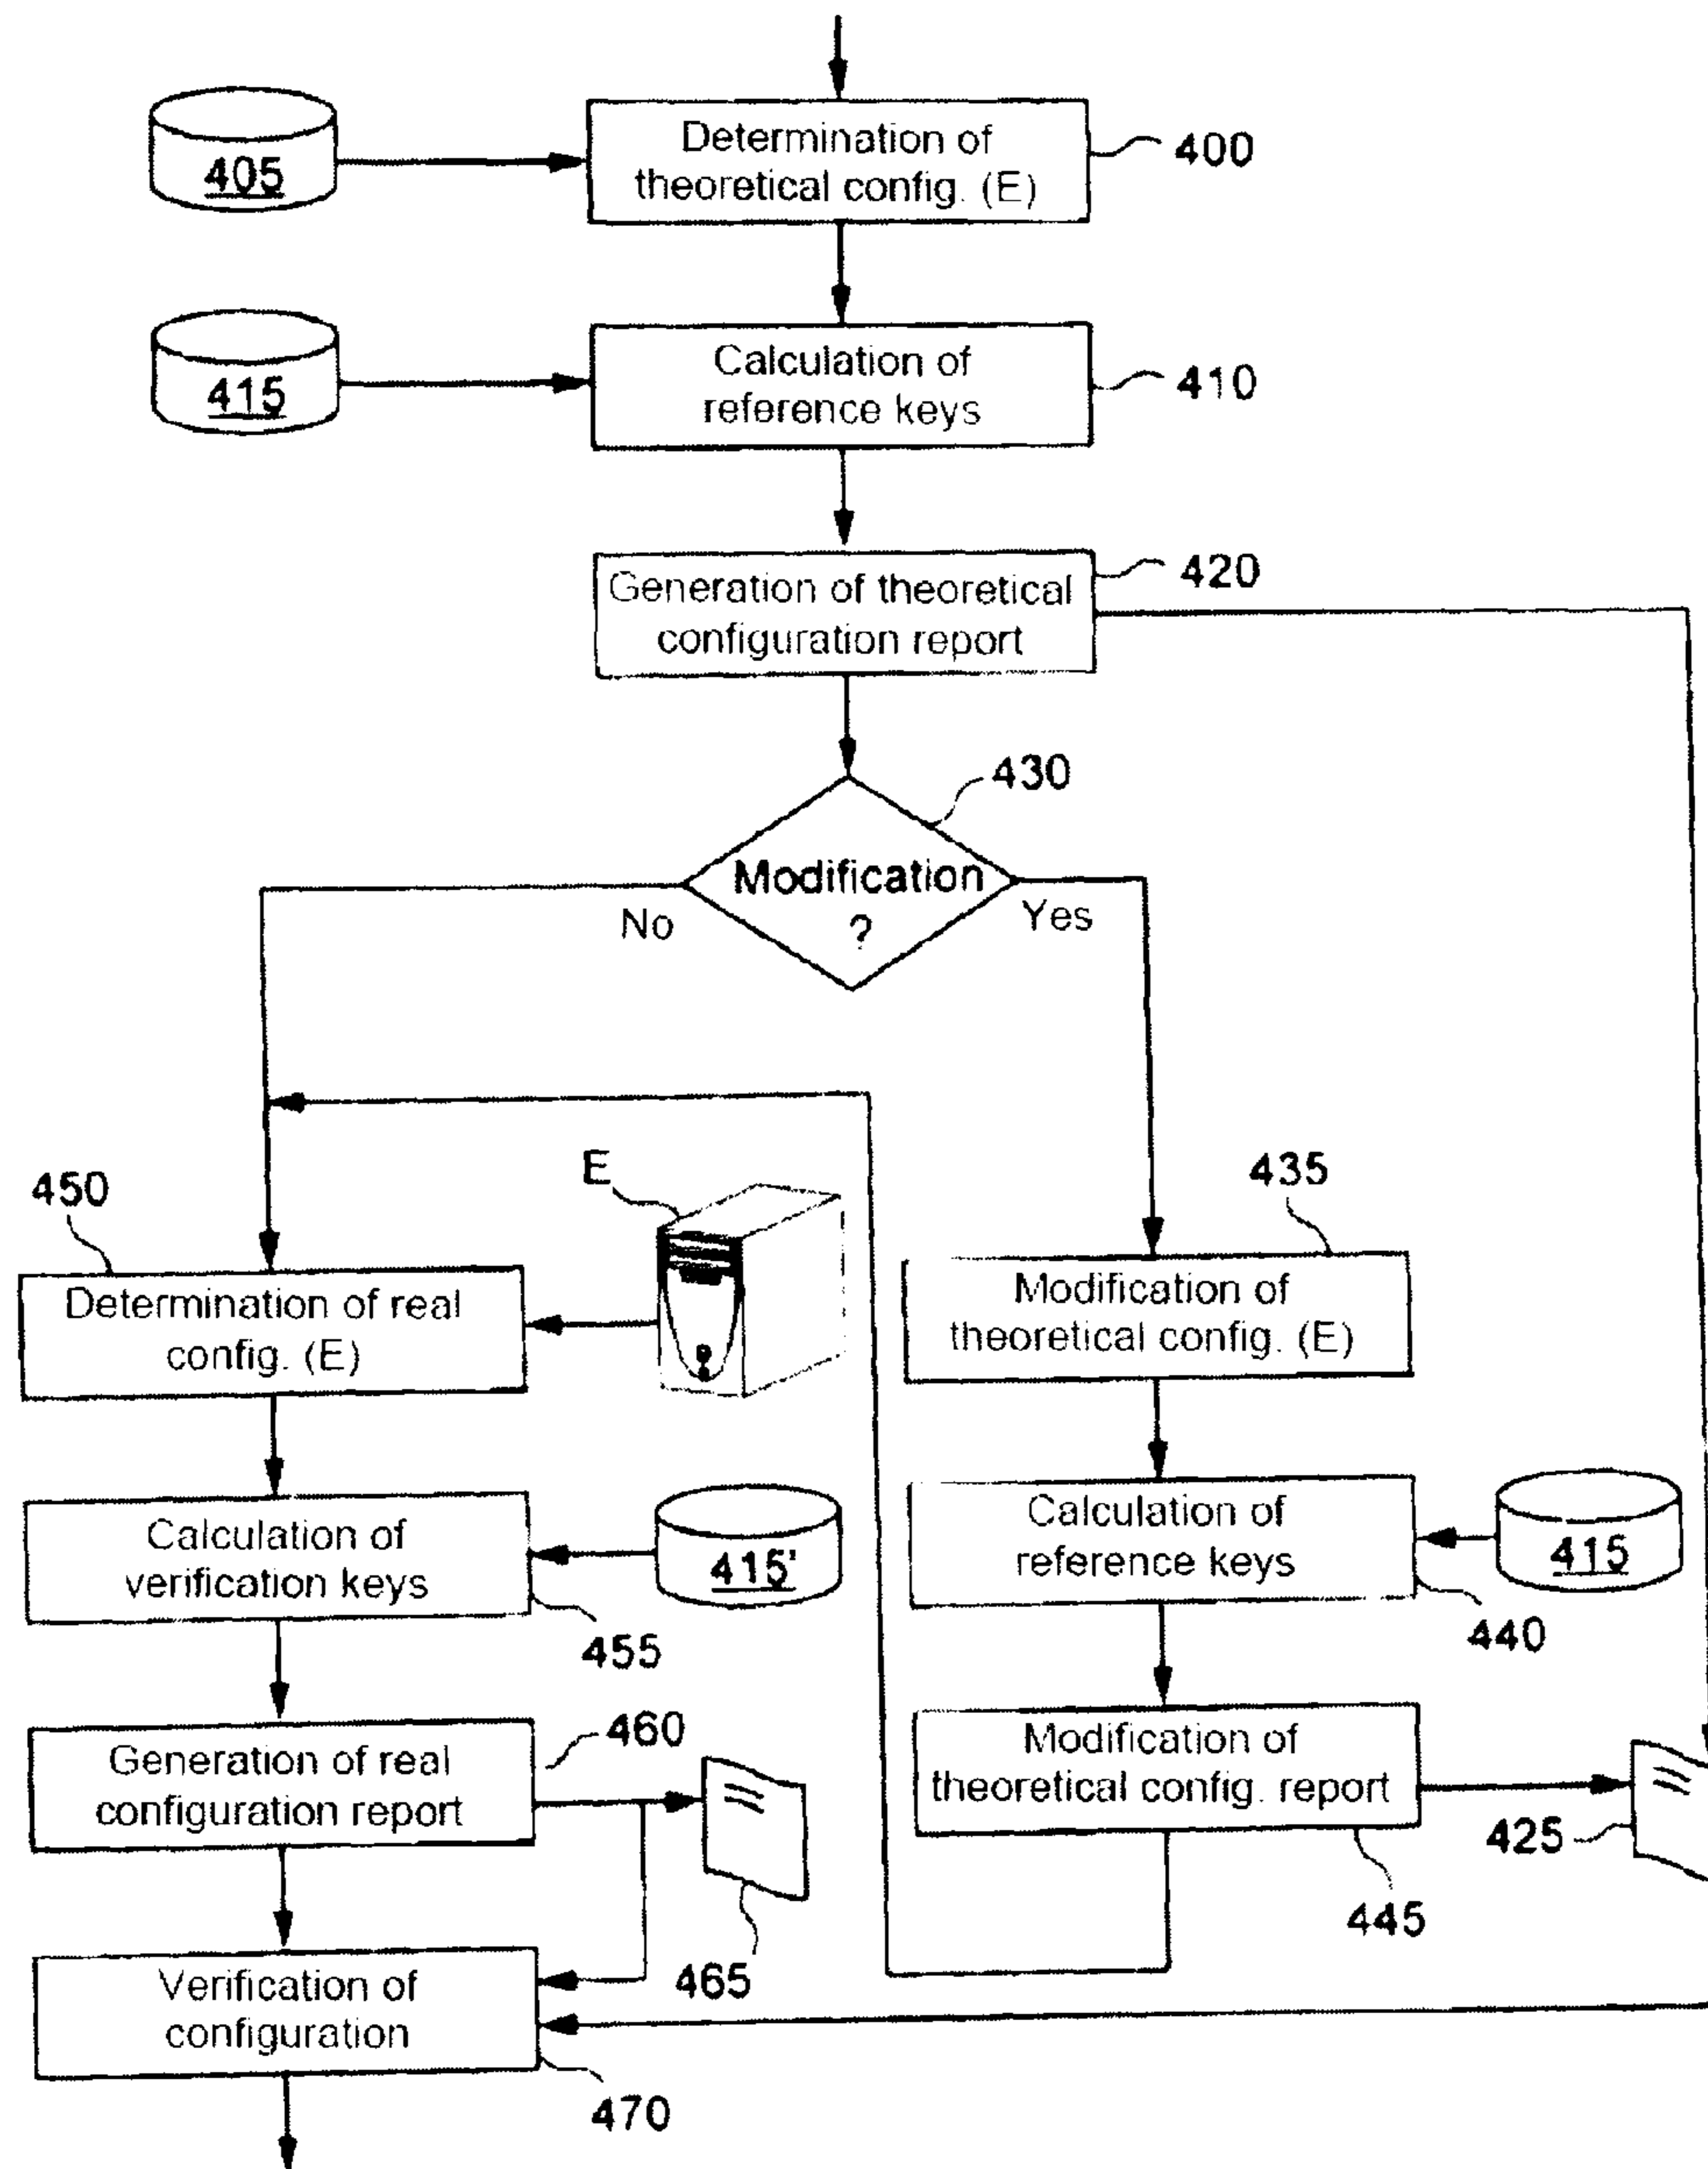 405
Determination of
theoretical config. (E)
400
415
Calculation of
reference keys
410
Generation of theoretical
configuration report
420
430
Modification
?
No
Yes
450
E
435
Determination of real
config. (E)
Modification of
theoretical config. (E)
Calculation of
verification keys
415'
455
Calculation of
reference keys
415
440
Generation of real
configuration report
460
465
Modification of
theoretical config. report
425
445
Verification of
configuration
470